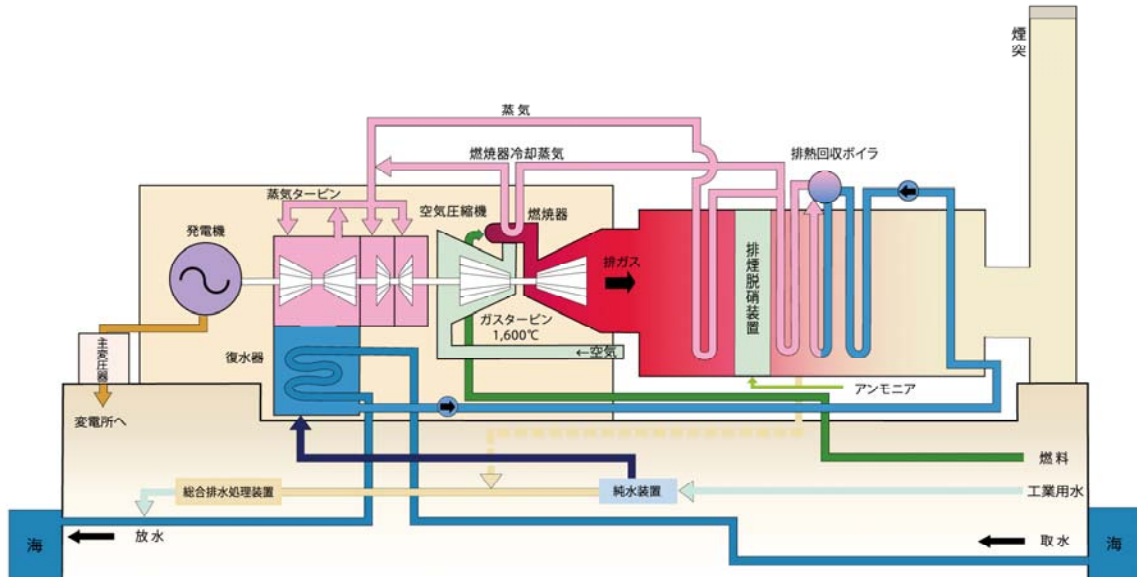 煙突
蒸気
燃焼器冷却蒸気
排熱回収ボイラ
蒸気タービン
空気圧縮機
燃焼器
発電機
排ガス
排煙脱硝装置
ガスタービン
1,600℃
←空気
主変圧器
復水器
アンモニア
変電所へ
燃料
総合排水処理装置
純水装置
工業用水
海
放水
取水
海